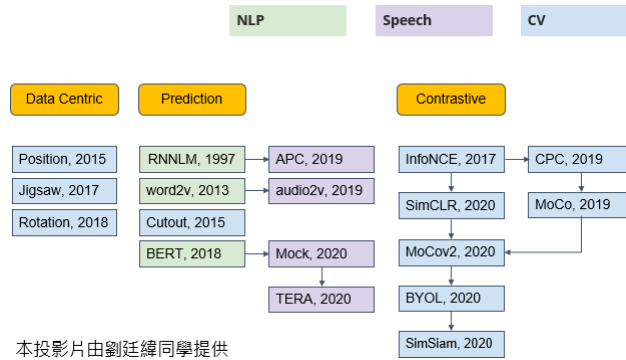 NLP
Speech
CV
Data Centric
Prediction
Contrastive
Position, 2015
RNNLM, 1997
APC, 2019
InfoNCE, 2017
CPC, 2019
Jigsaw, 2017
word2v, 2013
audio2v, 2019
SimCLR, 2020
MoCo, 2019
Rotation, 2018
Cutout, 2015
BERT, 2018
Mock, 2020
MoCov2, 2020
TERA, 2020
BYOL, 2020
SimSiam, 2020
本投影片由劉廷緯同學提供